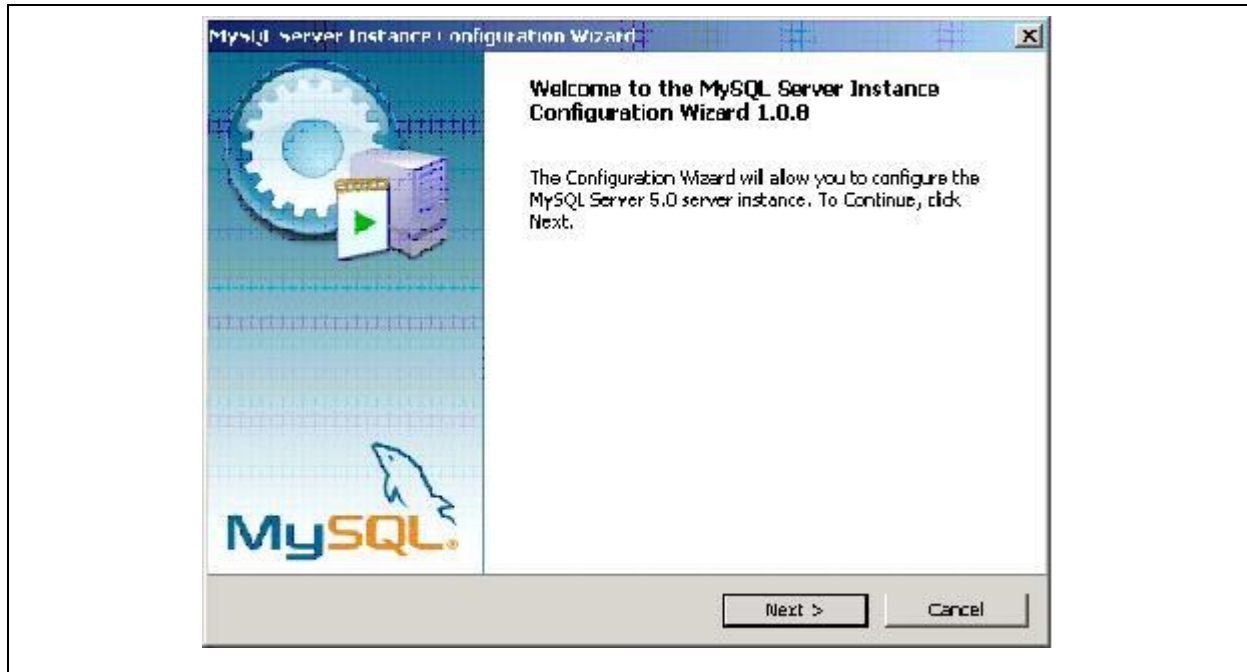 MySQL Server Instance Configuration Wizard
Welcome to the MySQL Server Instance
Configuration Wizard 1.0.8
The Configuration Wizard will allow you to configure the
MySQL Server 5.0 server instance. To Continue, click
Next.
MySQL®
Next >
Cancel